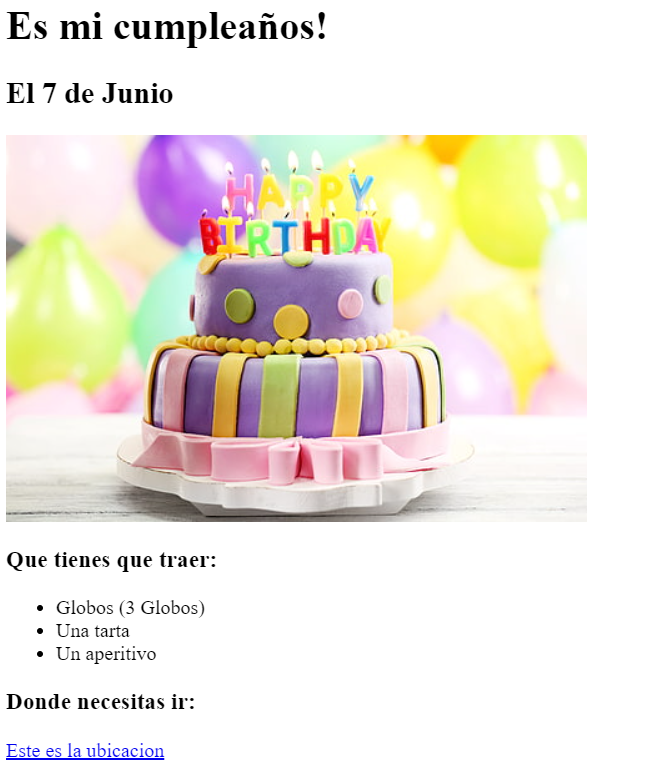 Es mi cumpleaños!
El 7 de Junio
HAPPY
BIRTHDAY
Que tienes que traer:
Globos (3 Globos)
Una tarta
Un aperitivo
Donde necesitas ir:
Este es la ubicacion